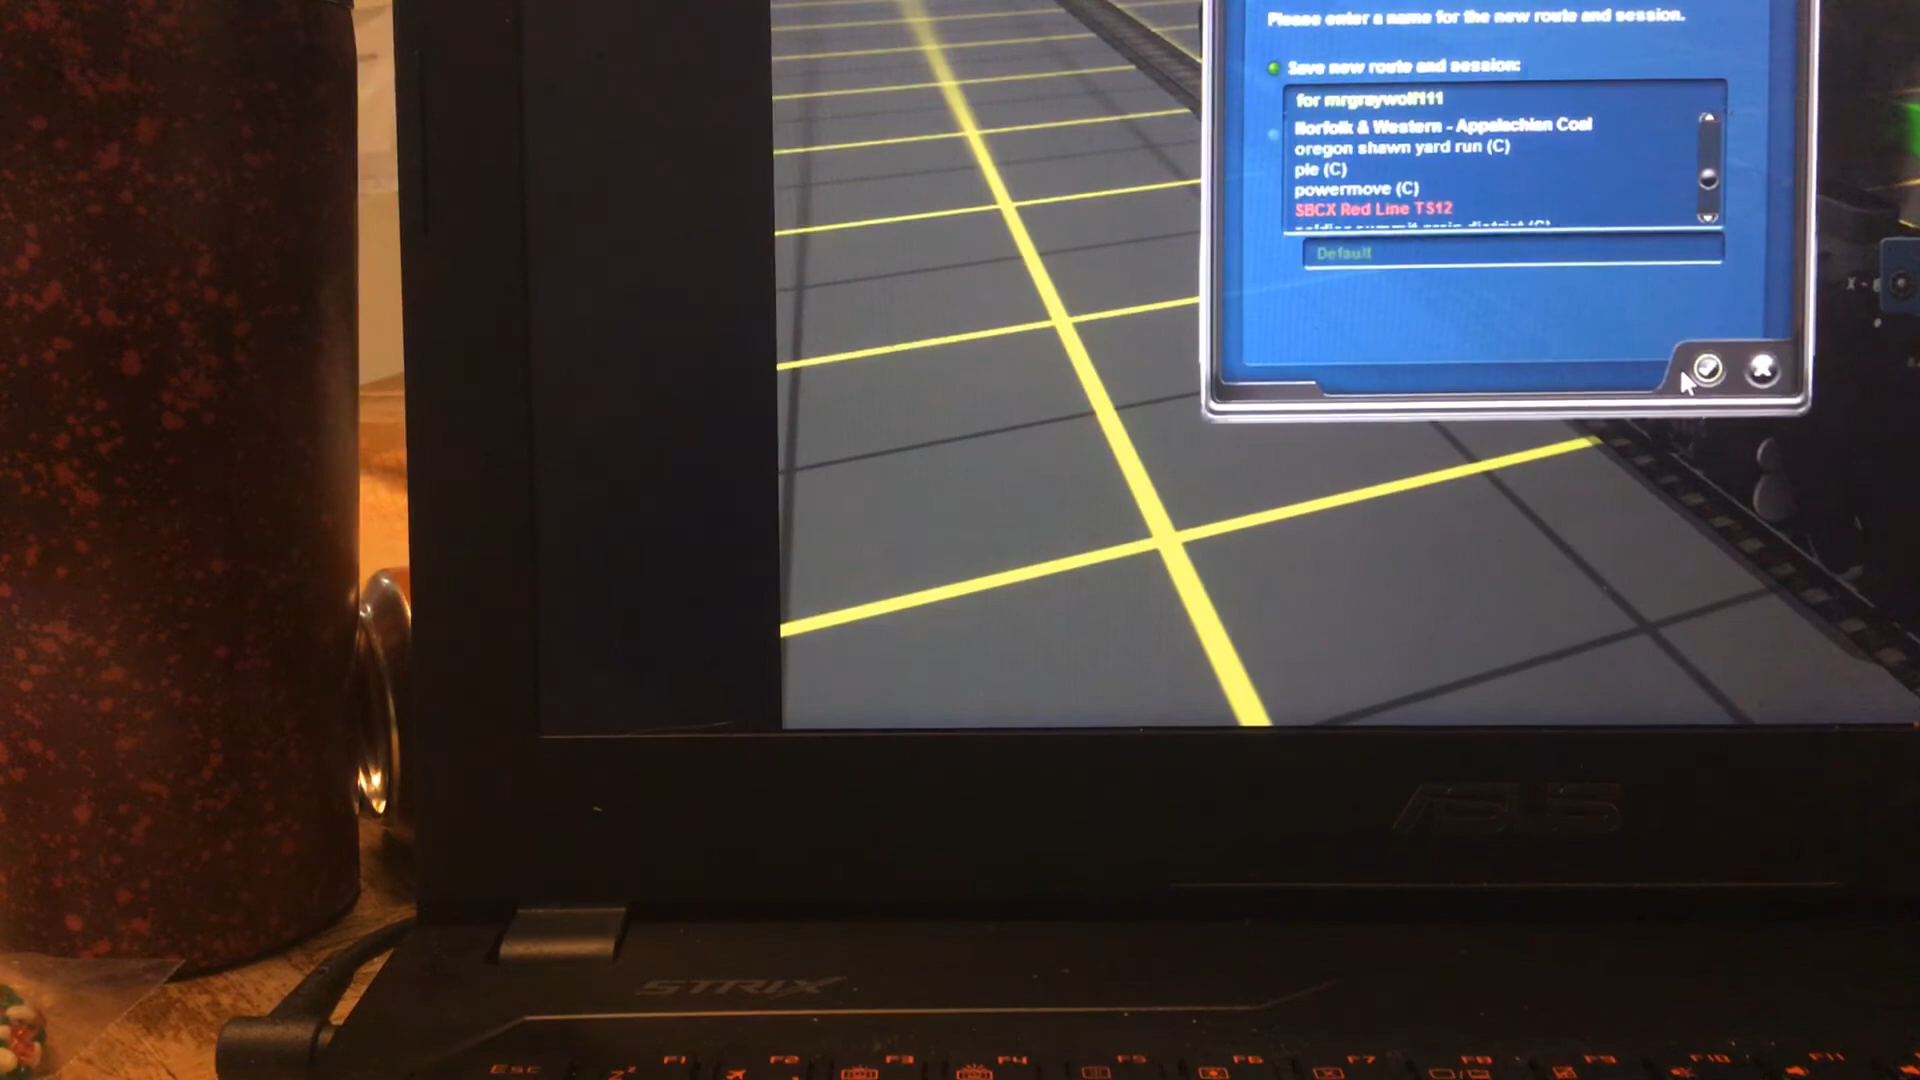 Please enter a name for the new route and session.
Save new route and session:
for mrgraywolf111
Norfolk & Western - Appalachian Coal
oregon shawn yard run (C)
pie (C)
powermove (C)
SBCX Red Line TS12
Default
X -
ASUS
STRIX
Esc
F1
F2
F3
F4
F5
F6
F7
F8
F9
F10
F11